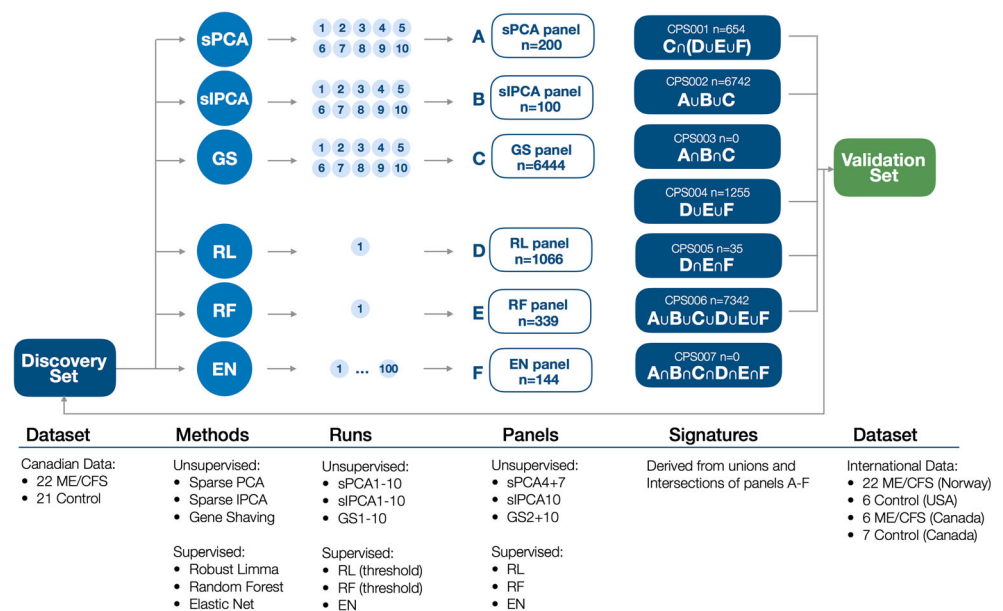 sPCA
1 2 3 4 5
6 7 8 9 10
A
sPCA panel
n=200
CPS001 n=654
C∩(D∪E∪F)
sIPCA
1 2 3 4 5
6 7 8 9 10
B
sIPCA panel
n=100
CPS002 n=6742
A∪B∪C
GS
1 2 3 4 5
6 7 8 9 10
C
GS panel
n=6444
CPS003 n=0
A∩B∩C
Validation
Set
CPS004 n=1255
D∪E∪F
RL
1
D
RL panel
n=1066
CPS005 n=35
D∩E∩F
RF
1
E
RF panel
n=339
CPS006 n=7342
A∪B∪C∪D∪E∪F
Discovery
Set
EN
1 ... 100
F
EN panel
n=144
CPS007 n=0
A∩B∩C∩D∩E∩F
Dataset Methods Runs Panels Signatures Dataset
Canadian Data:
• 22 ME/CFS
• 21 Control
Unsupervised:
• Sparse PCA
• Sparse IPCA
• Gene Shaving
Supervised:
• Robust Limma
• Random Forest
• Elastic Net
Unsupervised:
• sPCA1-10
• sIPCA1-10
• GS1-10
Supervised:
• RL (threshold)
• RF (threshold)
• EN
Unsupervised:
• sPCA4+7
• sIPCA10
• GS2+10
Supervised:
• RL
• RF
• EN
Derived from unions and
Intersections of panels A-F
International Data:
• 22 ME/CFS (Norway)
• 6 Control (USA)
• 6 ME/CFS (Canada)
• 7 Control (Canada)